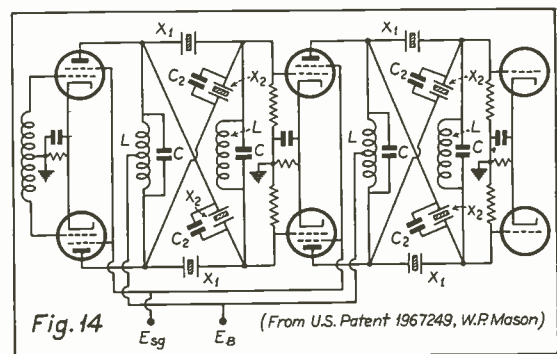 X1 X1
C2 X2 C2 X2
L C L C L C L C
X2 C2 C2 X2
X1 X1
Fig. 14 Esg EB (From U.S. Patent 1967249, W.P. Mason)